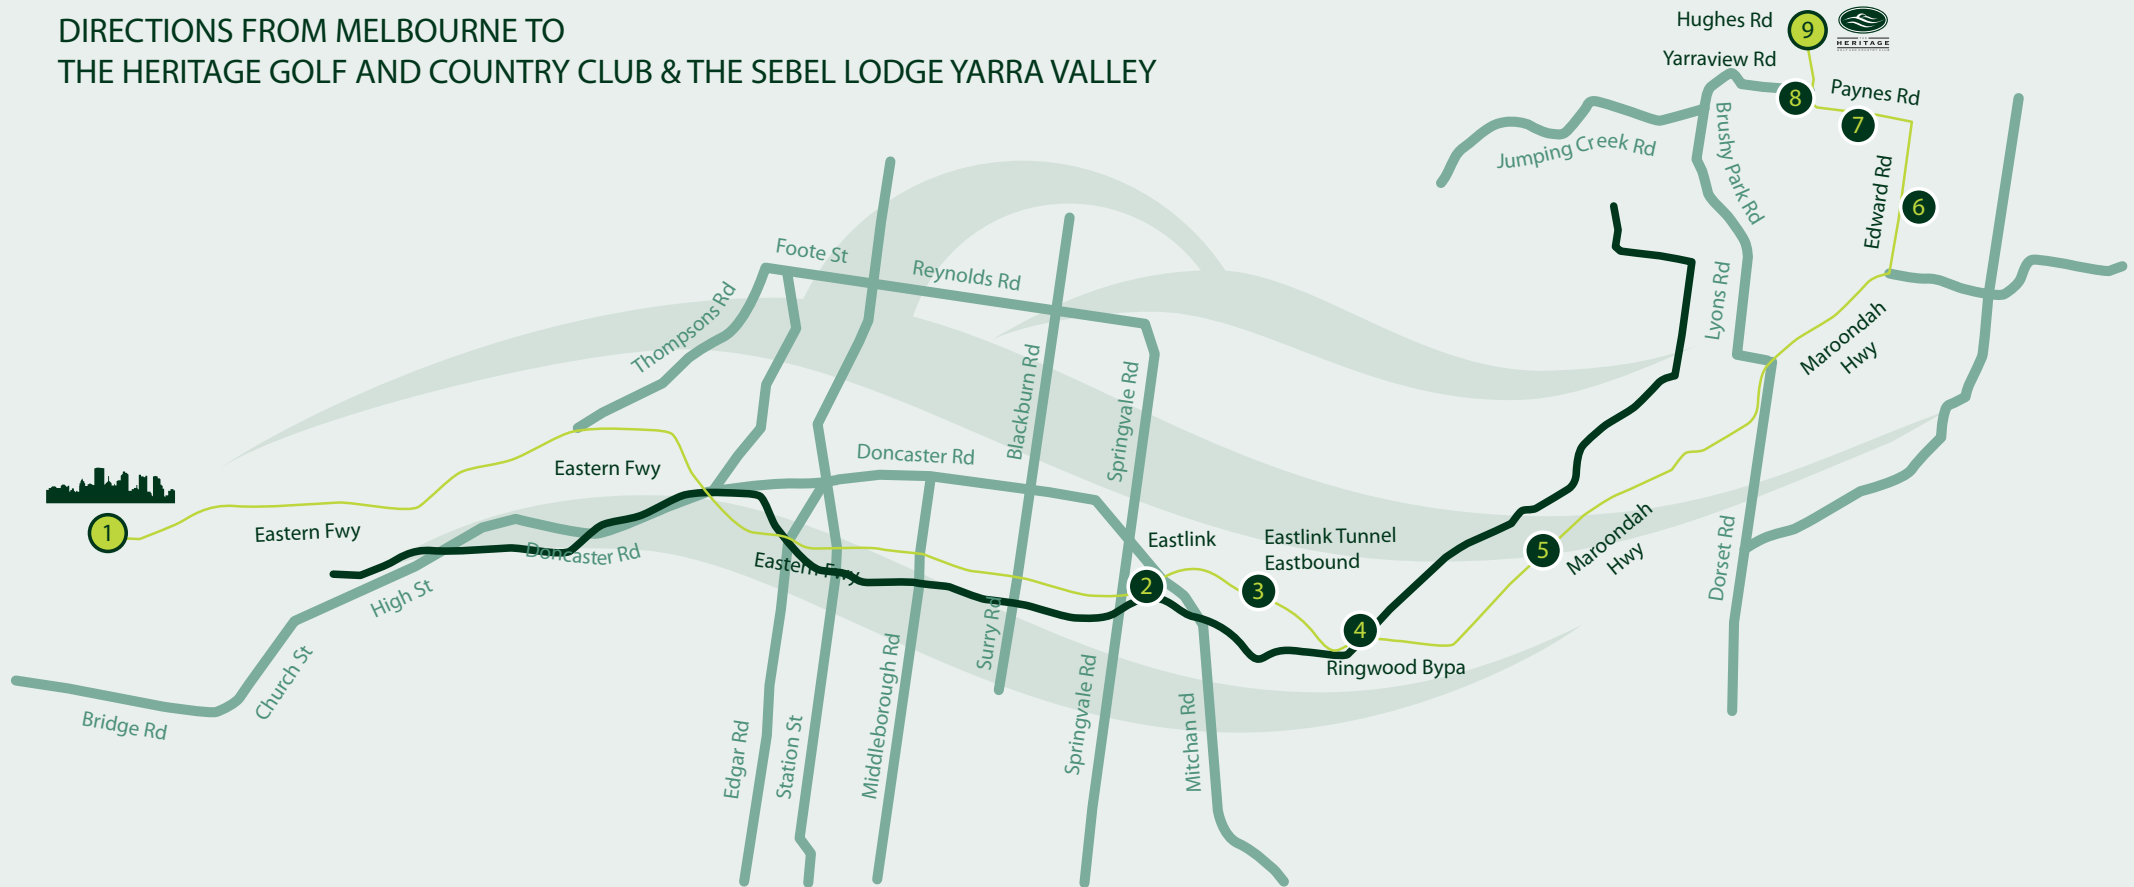 DIRECTIONS FROM MELBOURNE TO
THE HERITAGE GOLF AND COUNTRY CLUB & THE SEBEL LODGE YARRA VALLEY
Hughes Rd
9
HERITAGE
Yarraview Rd
8
Paynes Rd
7
Brushy Park Rd
Jumping Creek Rd
Edward Rd
6
Foote St
Reynolds Rd
Thompsons Rd
Lyons Rd
Maroondah
Hwy
Blackburn Rd
Springvale Rd
Doncaster Rd
Eastern Fwy
1
Eastern Fwy
Doncaster Rd
Eastern Fwy
Eastlink
Eastlink Tunnel
Eastbound
2
3
4
5
Maroondah
Hwy
Dorset Rd
Ringwood Bypa
High St
Church St
Bridge Rd
Surry Rd
Middleborough Rd
Springvale Rd
Mitchan Rd
Edgar Rd
Station St